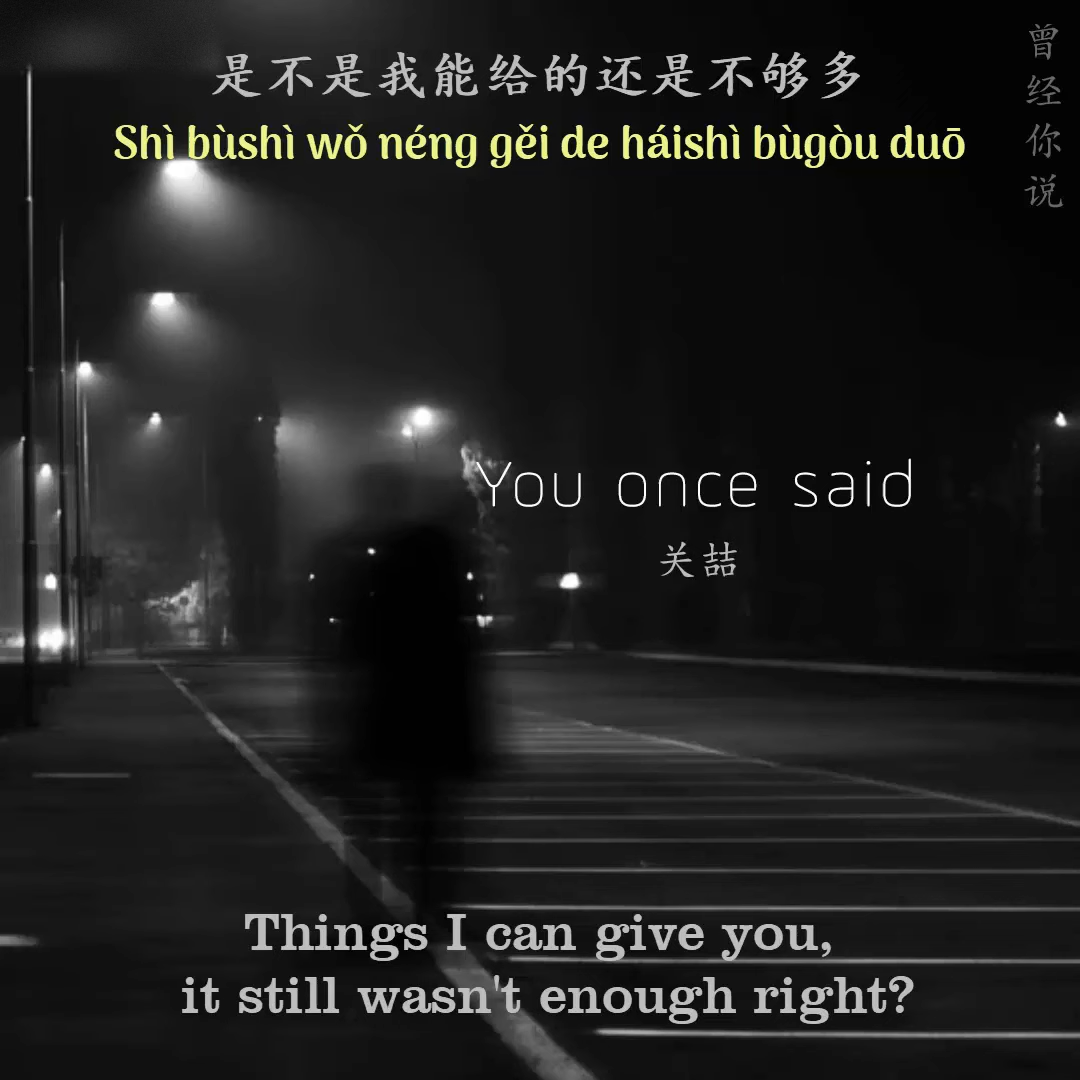 是不是我能给的还是不够多
Shì bùshì wǒ néng gěi de háishì bùgòu duō
曾经你说
You once said
关喆
Things I can give you,
it still wasn't enough right?